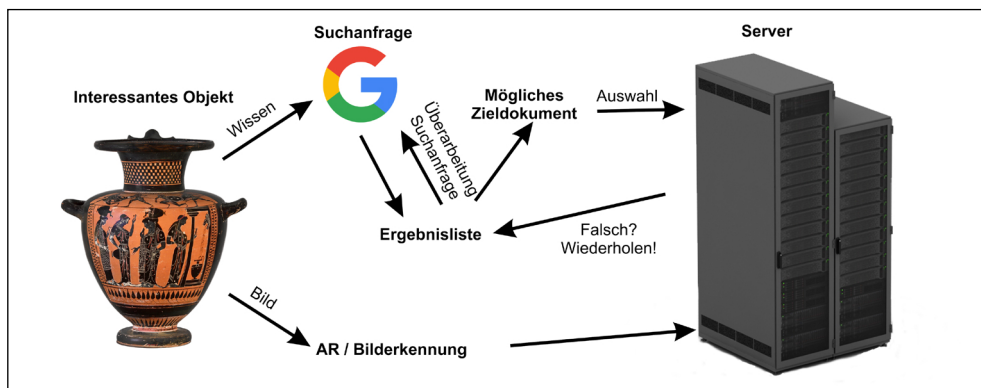 Suchanfrage
Server
Interessantes Objekt
Wissen
Überarbeitung
Suchanfrage
Mögliches
Zieldokument
Auswahl
Ergebnisliste
Falsch?
Wiederholen!
Bild
AR / Bilderkennung